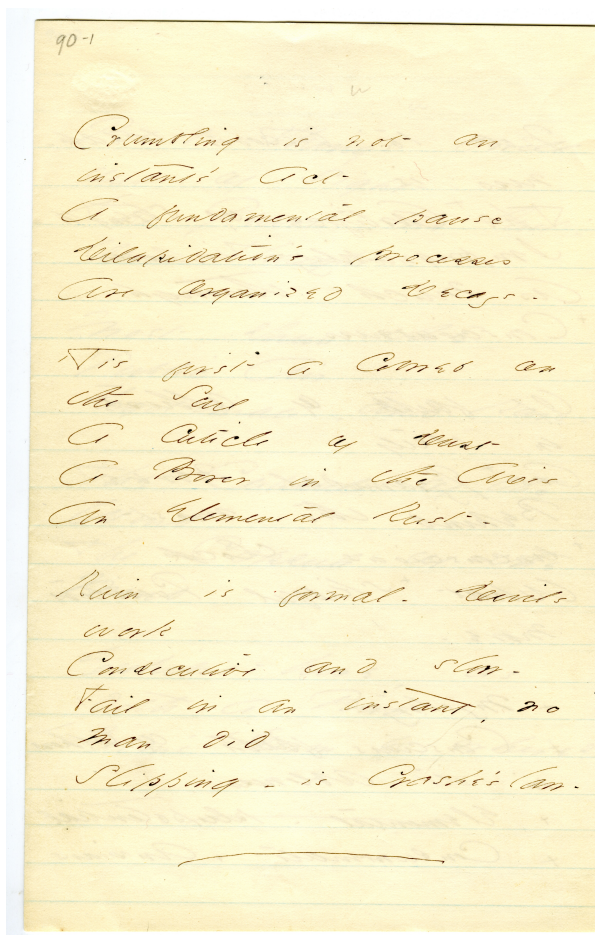 90-1
Crumbling is not an
instant's Act
A fundamental pause
Dilapidation's processes
Are Organized Decays -
'Tis first a Cobweb on
the Soul
A Cuticle of Dust
A Borer in the Axis
An Elemental Rust -
Ruin is formal - Devils
work
Consecutive and slow -
Fail in an instant, no
man did
Slipping - is Crashe's law -